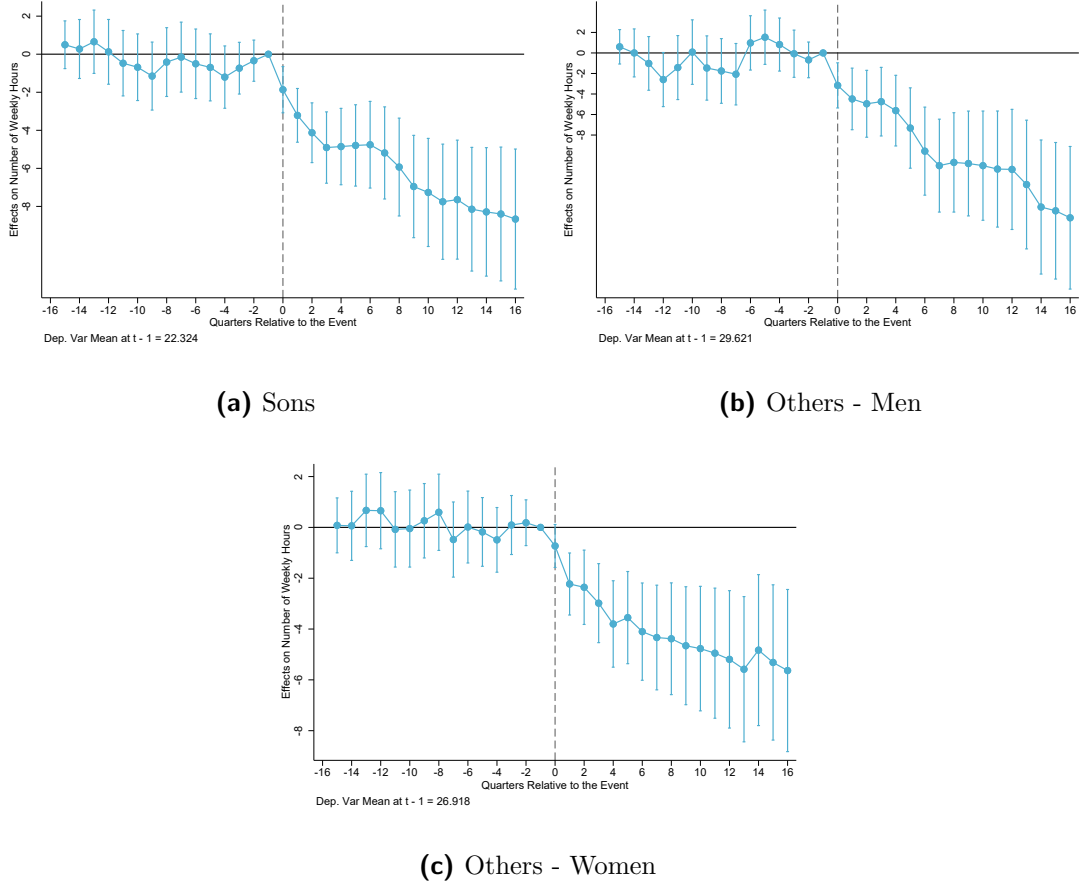 Effects on Number of Weekly Hours
2
0
-2
-4
-6
-8
-16 -14 -12 -10 -8 -6 -4 -2 0 2 4 6 8 10 12 14 16
Quarters Relative to the Event
Dep. Var Mean at t - 1 = 22.324
(a) Sons
Effects on Number of Weekly Hours
2
0
-2
-4
-6
-8
-16 -14 -12 -10 -8 -6 -4 -2 0 2 4 6 8 10 12 14 16
Quarters Relative to the Event
Dep. Var Mean at t - 1 = 29.621
(b) Others - Men
Effects on Number of Weekly Hours
2
0
-2
-4
-6
-8
-16 -14 -12 -10 -8 -6 -4 -2 0 2 4 6 8 10 12 14 16
Quarters Relative to the Event
Dep. Var Mean at t - 1 = 26.918
(c) Others - Women